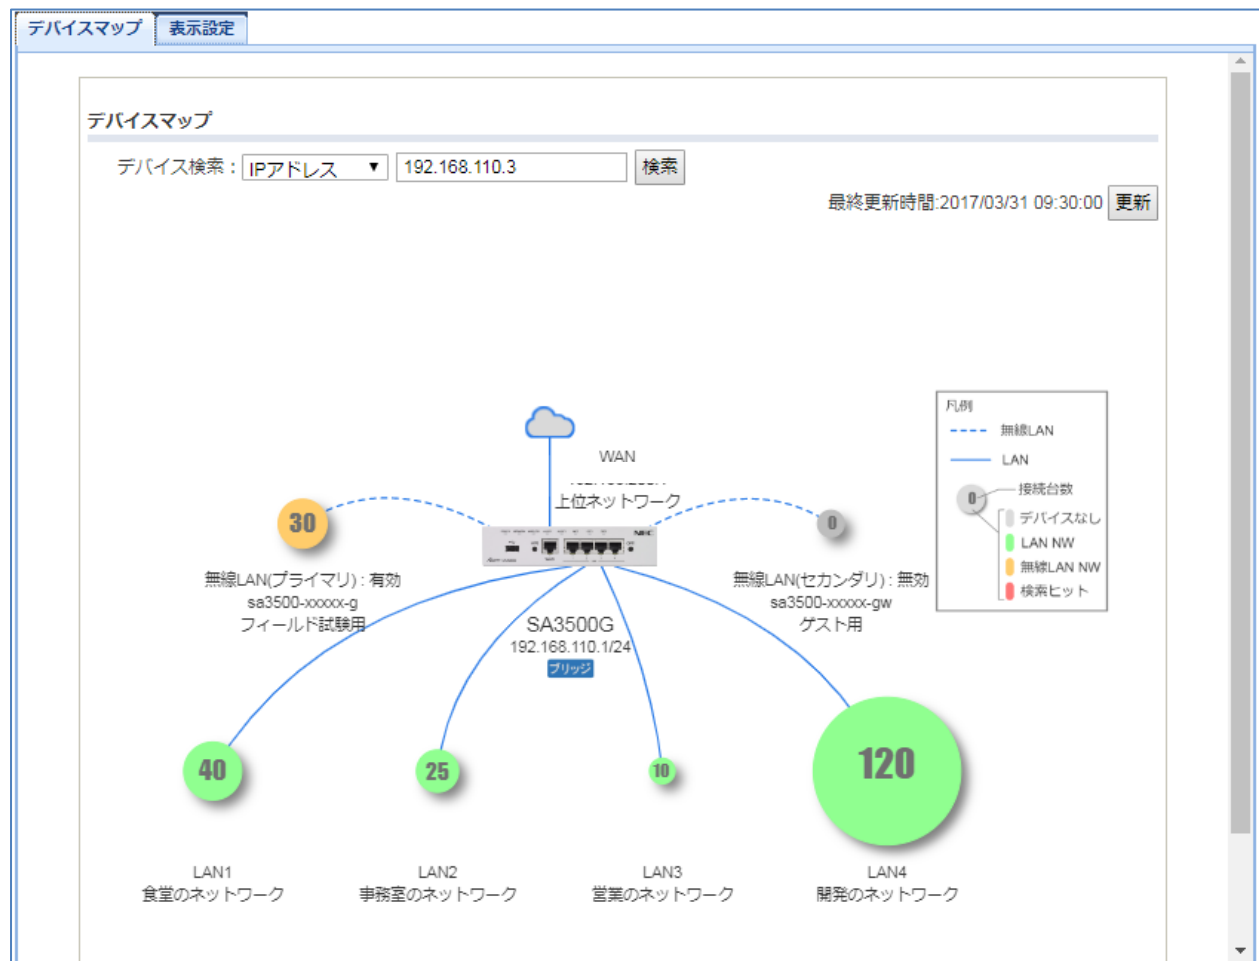 デバイスマップ
表示設定
デバイスマップ
デバイス検索：
IPアドレス
192.168.110.3
検索
最終更新時間:2017/03/31 09:30:00
更新
WAN
上位ネットワーク
凡例
無線LAN
LAN
0
接続台数
デバイスなし
LAN NW
無線LAN NW
検索ヒット
30
無線LAN(プライマリ) : 有効
sa3500-xxxxx-g
フィールド試験用
0
無線LAN(セカンダリ) : 無効
sa3500-xxxxx-gw
ゲスト用
NEC
SA3500G
192.168.110.1/24
ブリッジ
40
LAN1
食堂のネットワーク
25
LAN2
事務室のネットワーク
10
LAN3
営業のネットワーク
120
LAN4
開発のネットワーク